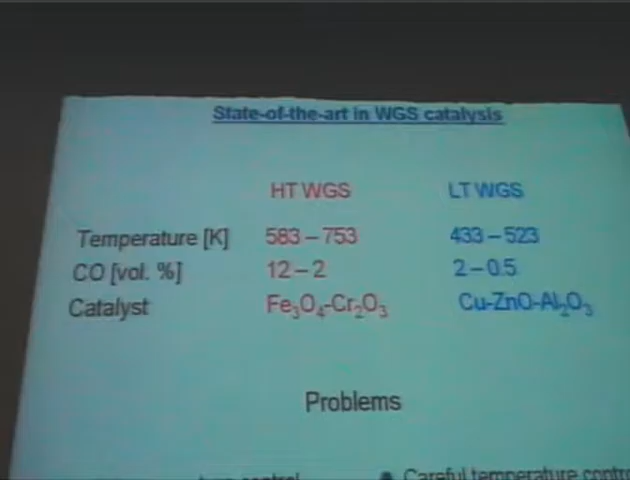 State-of-the-art in WGS catalysis
HT WGS LT WGS
Temperature [K] 583 – 753 433 – 523
CO [vol. %] 12 – 2 2 – 0.5
Catalyst Fe₃O₄-Cr₂O₃ Cu-ZnO-Al₂O₃
Problems
control • Careful temperature contro